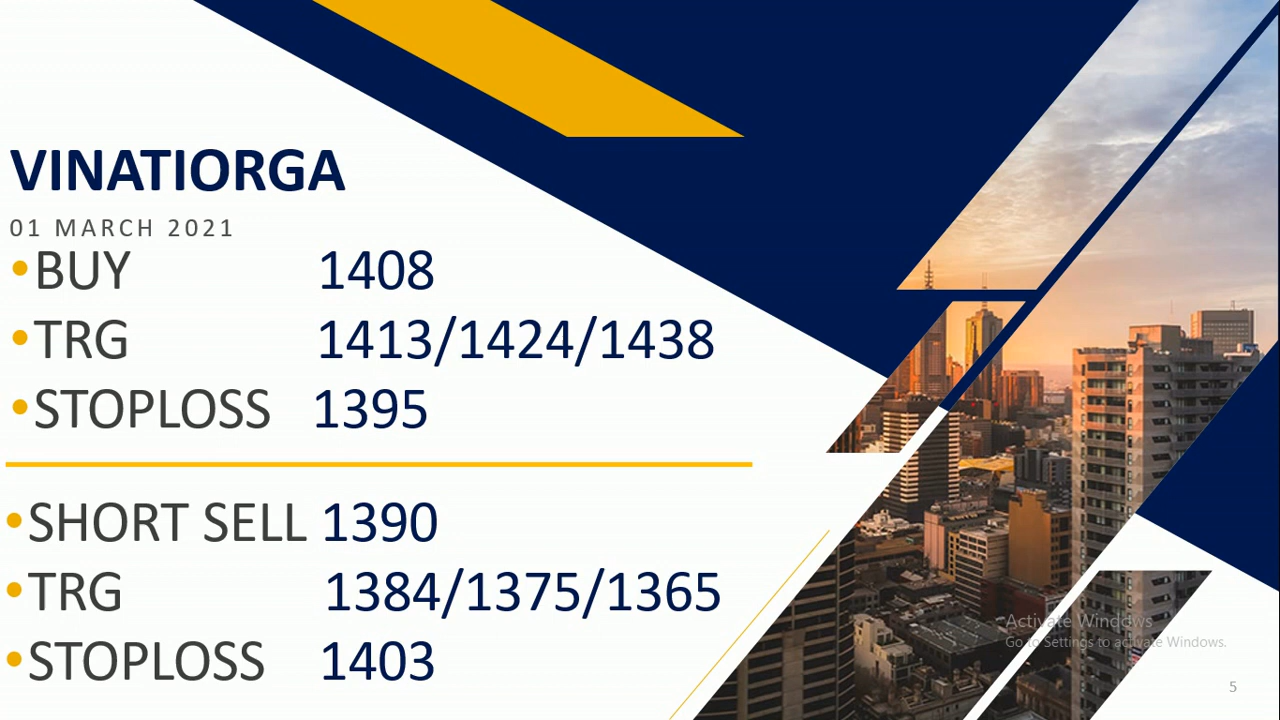 VINATIORGA
01 MARCH 2021
•BUY 1408
•TRG 1413/1424/1438
•STOPLOSS 1395
•SHORT SELL 1390
•TRG 1384/1375/1365
•STOPLOSS 1403
Activate Windows
Go to Settings to activate Windows.
5